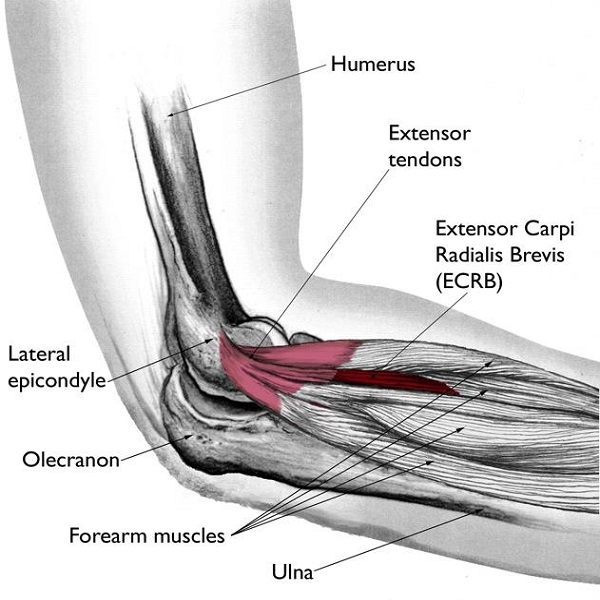 Humerus
Extensor
tendons
Extensor Carpi
Radialis Brevis
(ECRB)
Lateral
epicondyle
Olecranon
Forearm muscles
Ulna